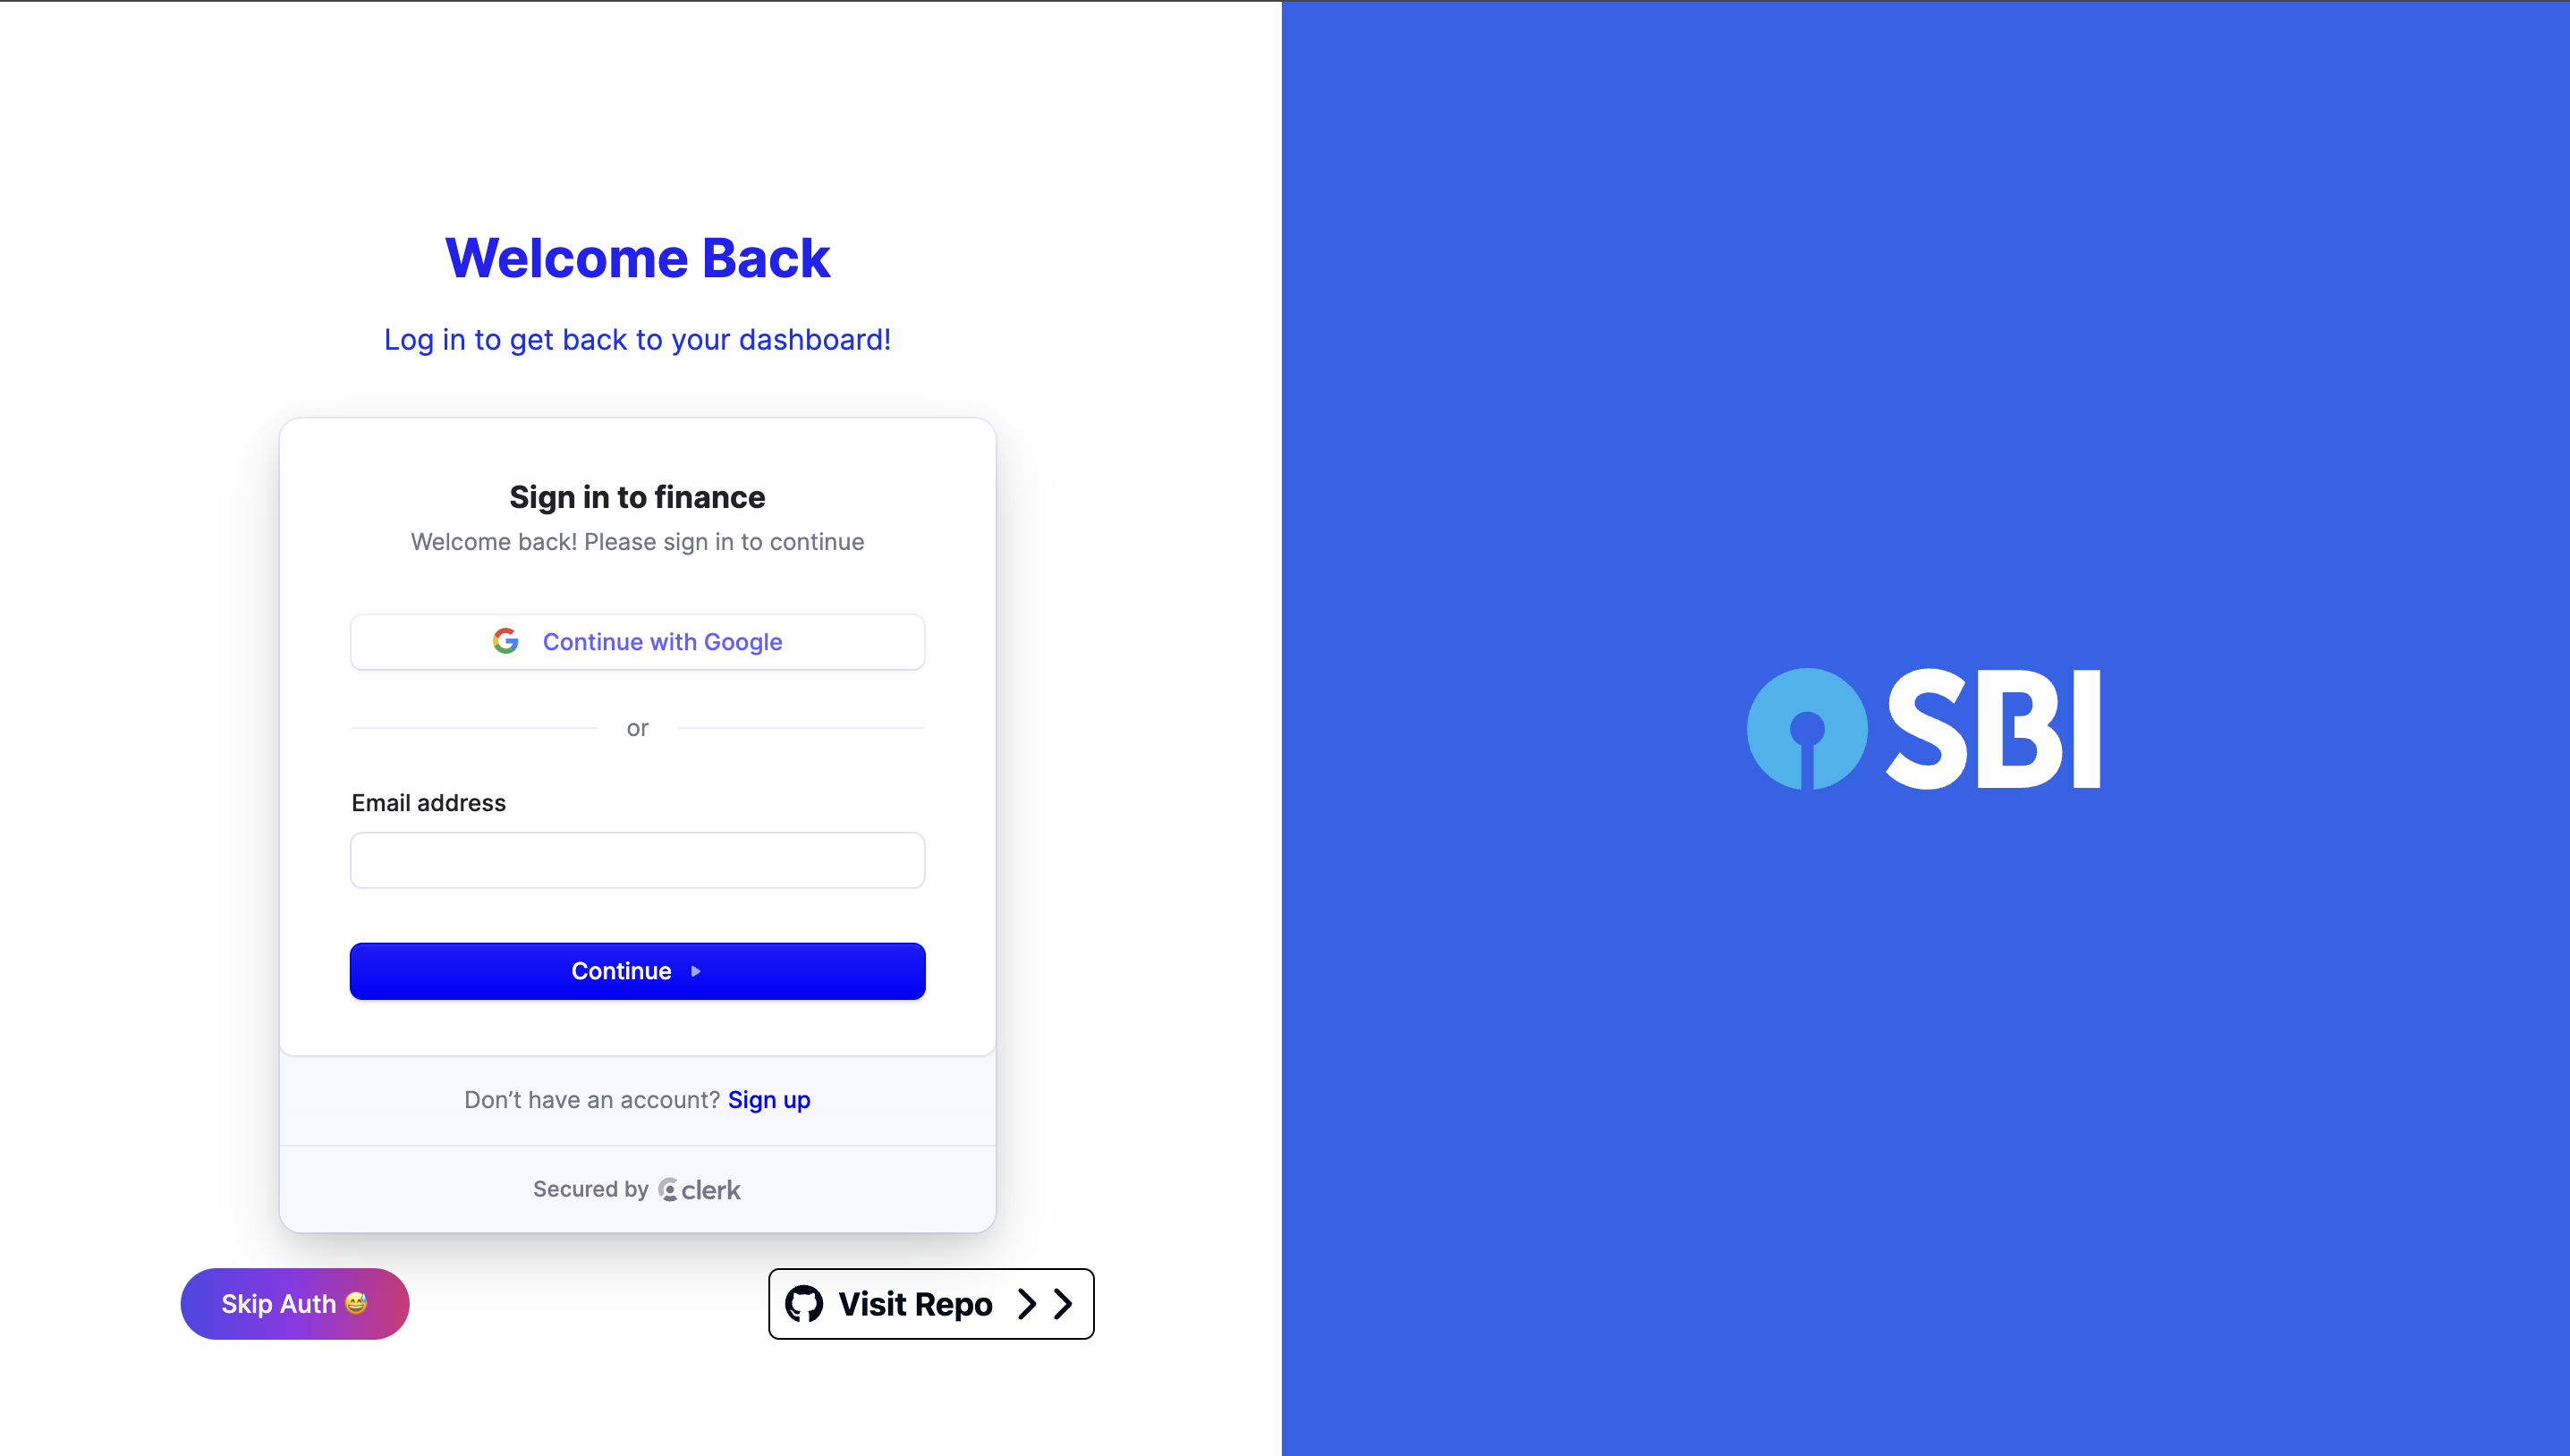 Welcome Back
Log in to get back to your dashboard!
Sign in to finance
Welcome back! Please sign in to continue
Continue with Google
or
Email address
Continue
Don’t have an account? Sign up
Secured by clerk
Skip Auth 😅
Visit Repo
SBI